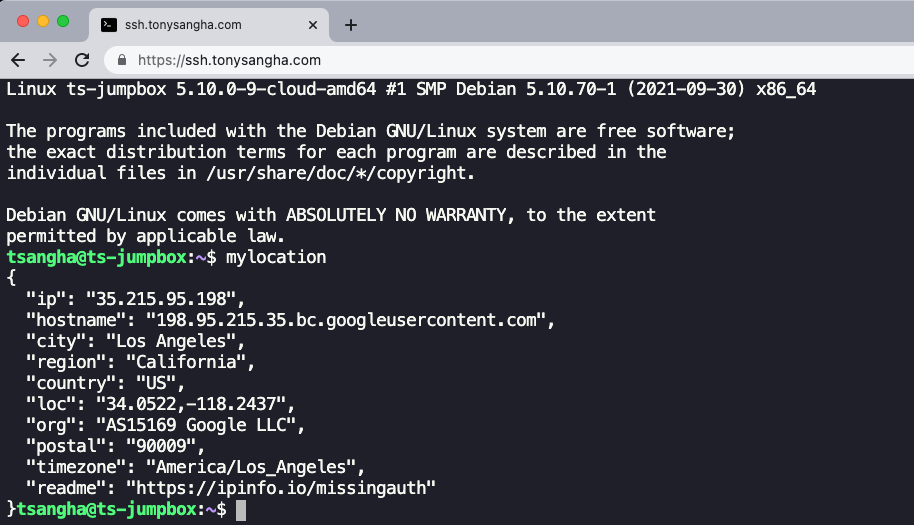 ssh.tonysangha.com
https://ssh.tonysangha.com
Linux ts-jumpbox 5.10.0-9-cloud-amd64 #1 SMP Debian 5.10.70-1 (2021-09-30) x86_64
The programs included with the Debian GNU/Linux system are free software;
the exact distribution terms for each program are described in the
individual files in /usr/share/doc/*/copyright.
Debian GNU/Linux comes with ABSOLUTELY NO WARRANTY, to the extent
permitted by applicable law.
tsangha@ts-jumpbox:~$ mylocation
{
  "ip": "35.215.95.198",
  "hostname": "198.95.215.35.bc.googleusercontent.com",
  "city": "Los Angeles",
  "region": "California",
  "country": "US",
  "loc": "34.0522,-118.2437",
  "org": "AS15169 Google LLC",
  "postal": "90009",
  "timezone": "America/Los_Angeles",
  "readme": "https://ipinfo.io/missingauth"
}tsangha@ts-jumpbox:~$